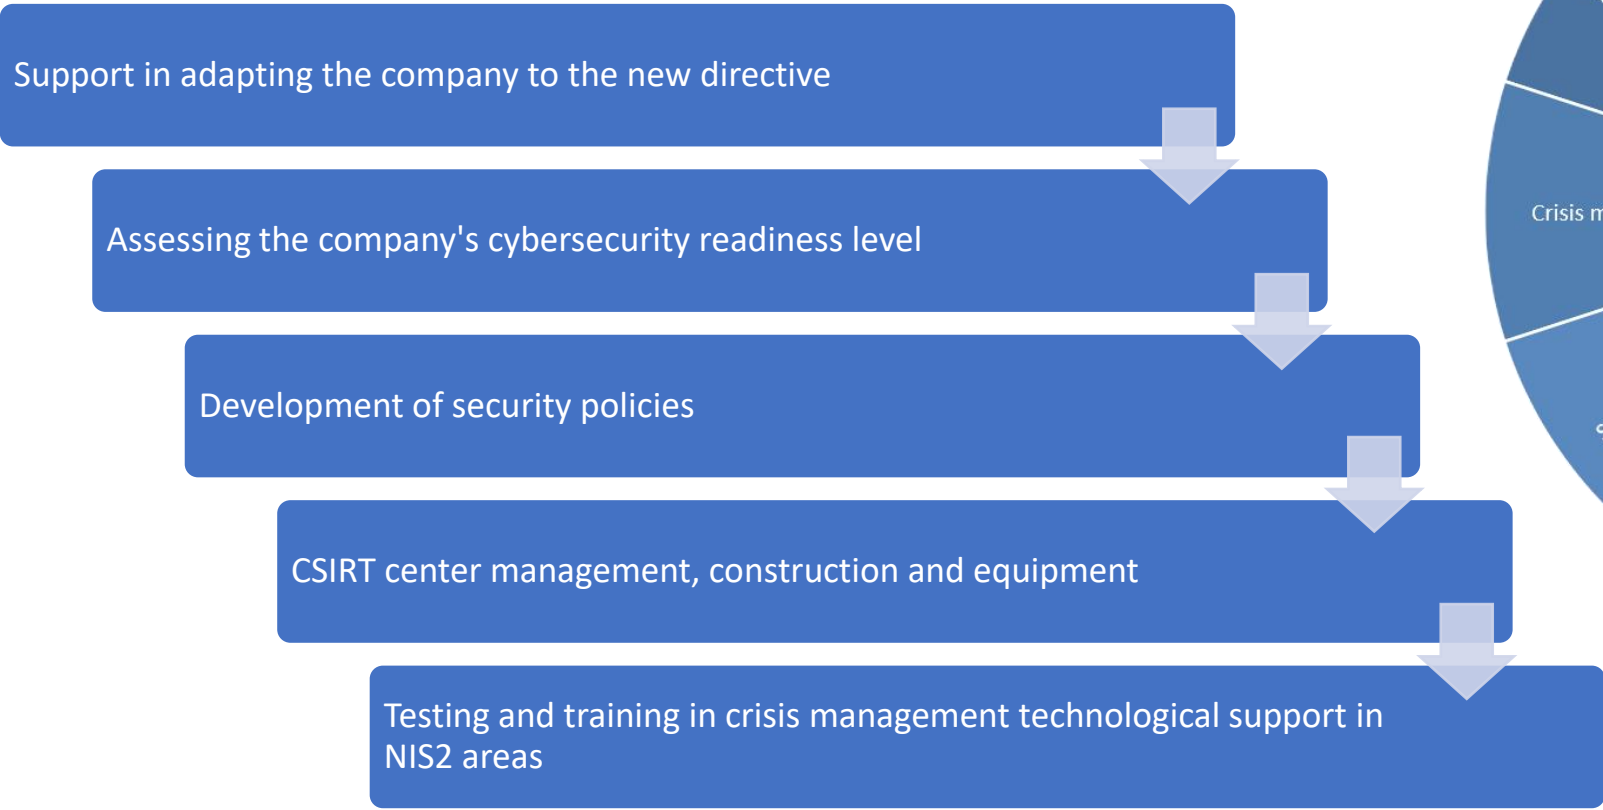 Support in adapting the company to the new directive
Assessing the company's cybersecurity readiness level
Crisis
Development of security policies
CSIRT center management, construction and equipment
Testing and training in crisis management technological support in
NIS2 areas